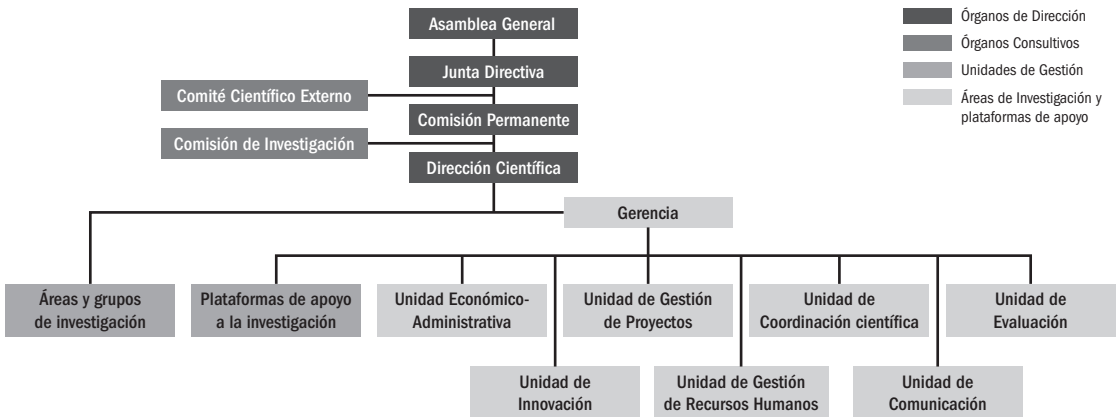 Asamblea General
Junta Directiva
Comité Científico Externo
Comisión Permanente
Comisión de Investigación
Dirección Científica
Gerencia
Órganos de Dirección
Órganos Consultivos
Unidades de Gestión
Áreas de Investigación y
plataformas de apoyo
Áreas y grupos
de investigación
Plataformas de apoyo
a la investigación
Unidad Económico-
Administrativa
Unidad de Gestión
de Proyectos
Unidad de
Coordinación científica
Unidad de
Evaluación
Unidad de
Innovación
Unidad de Gestión
de Recursos Humanos
Unidad de
Comunicación